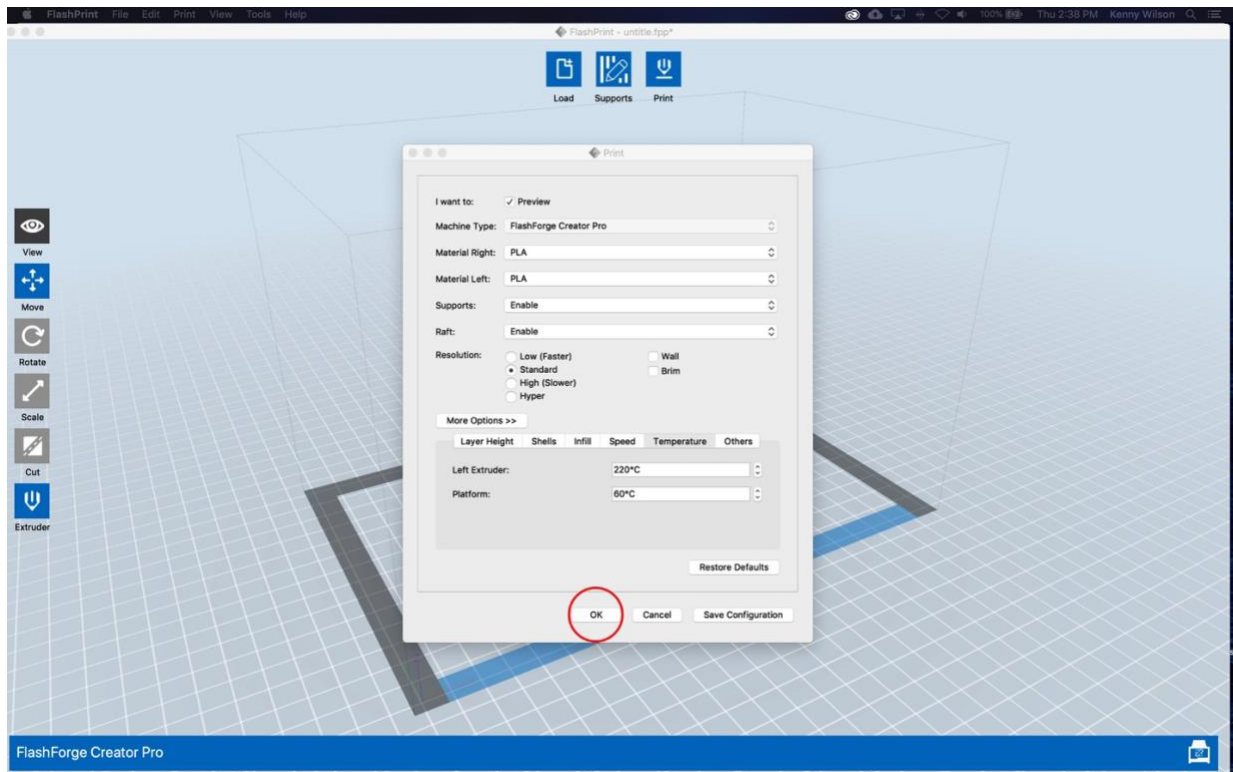 FlashPrint File Edit Print View Tools Help 100% Thu 2:38 PM Kenny Wilson
FlashPrint - untitle.fpp*
Load Supports Print
Print
I want to: Preview
Machine Type: FlashForge Creator Pro
Material Right: PLA
Material Left: PLA
Supports: Enable
Raft: Enable
Resolution: Low (Faster) Wall
Standard Brim
High (Slower)
Hyper
More Options >>
Layer Height Shells Infill Speed Temperature Others
Left Extruder: 220°C
Platform: 60°C
Restore Defaults
OK Cancel Save Configuration
View
Move
Rotate
Scale
Cut
Extruder
FlashForge Creator Pro